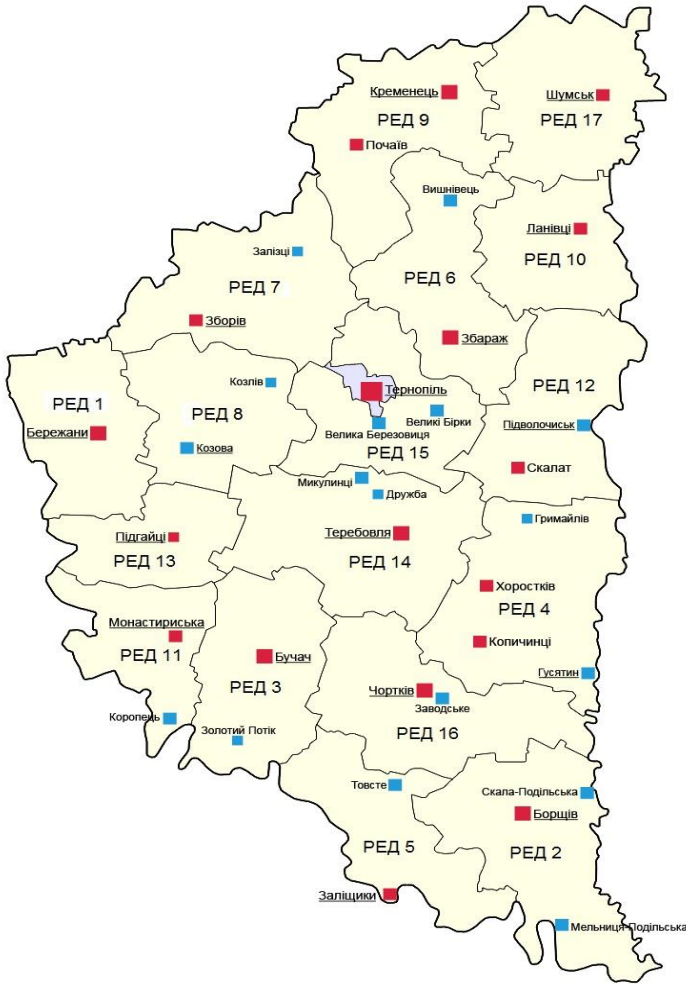 Кременець
Шумськ
РЕД 9
РЕД 17
Почаїв
Вишнівець
Ланівці
Залізці
РЕД 10
РЕД 6
РЕД 7
Зборів
Збараж
Козлів
РЕД 12
Тернопіль
РЕД 1
РЕД 8
Великі Бірки
Підволочиськ
Бережани
Велика Березовиця
Козова
РЕД 15
Скалат
Микулинці
Дружба
Гримайлів
Теребовля
Підгайці
РЕД 13
РЕД 14
Хоростків
РЕД 4
Монастириська
Копичинці
РЕД 11
Бучач
РЕД 3
Гусятин
Чортків
Заводське
Коропець
Золотий Потік
РЕД 16
Товсте
Скала-Подільська
Борщів
РЕД 5
РЕД 2
Заліщики
Мельниця-Подільська